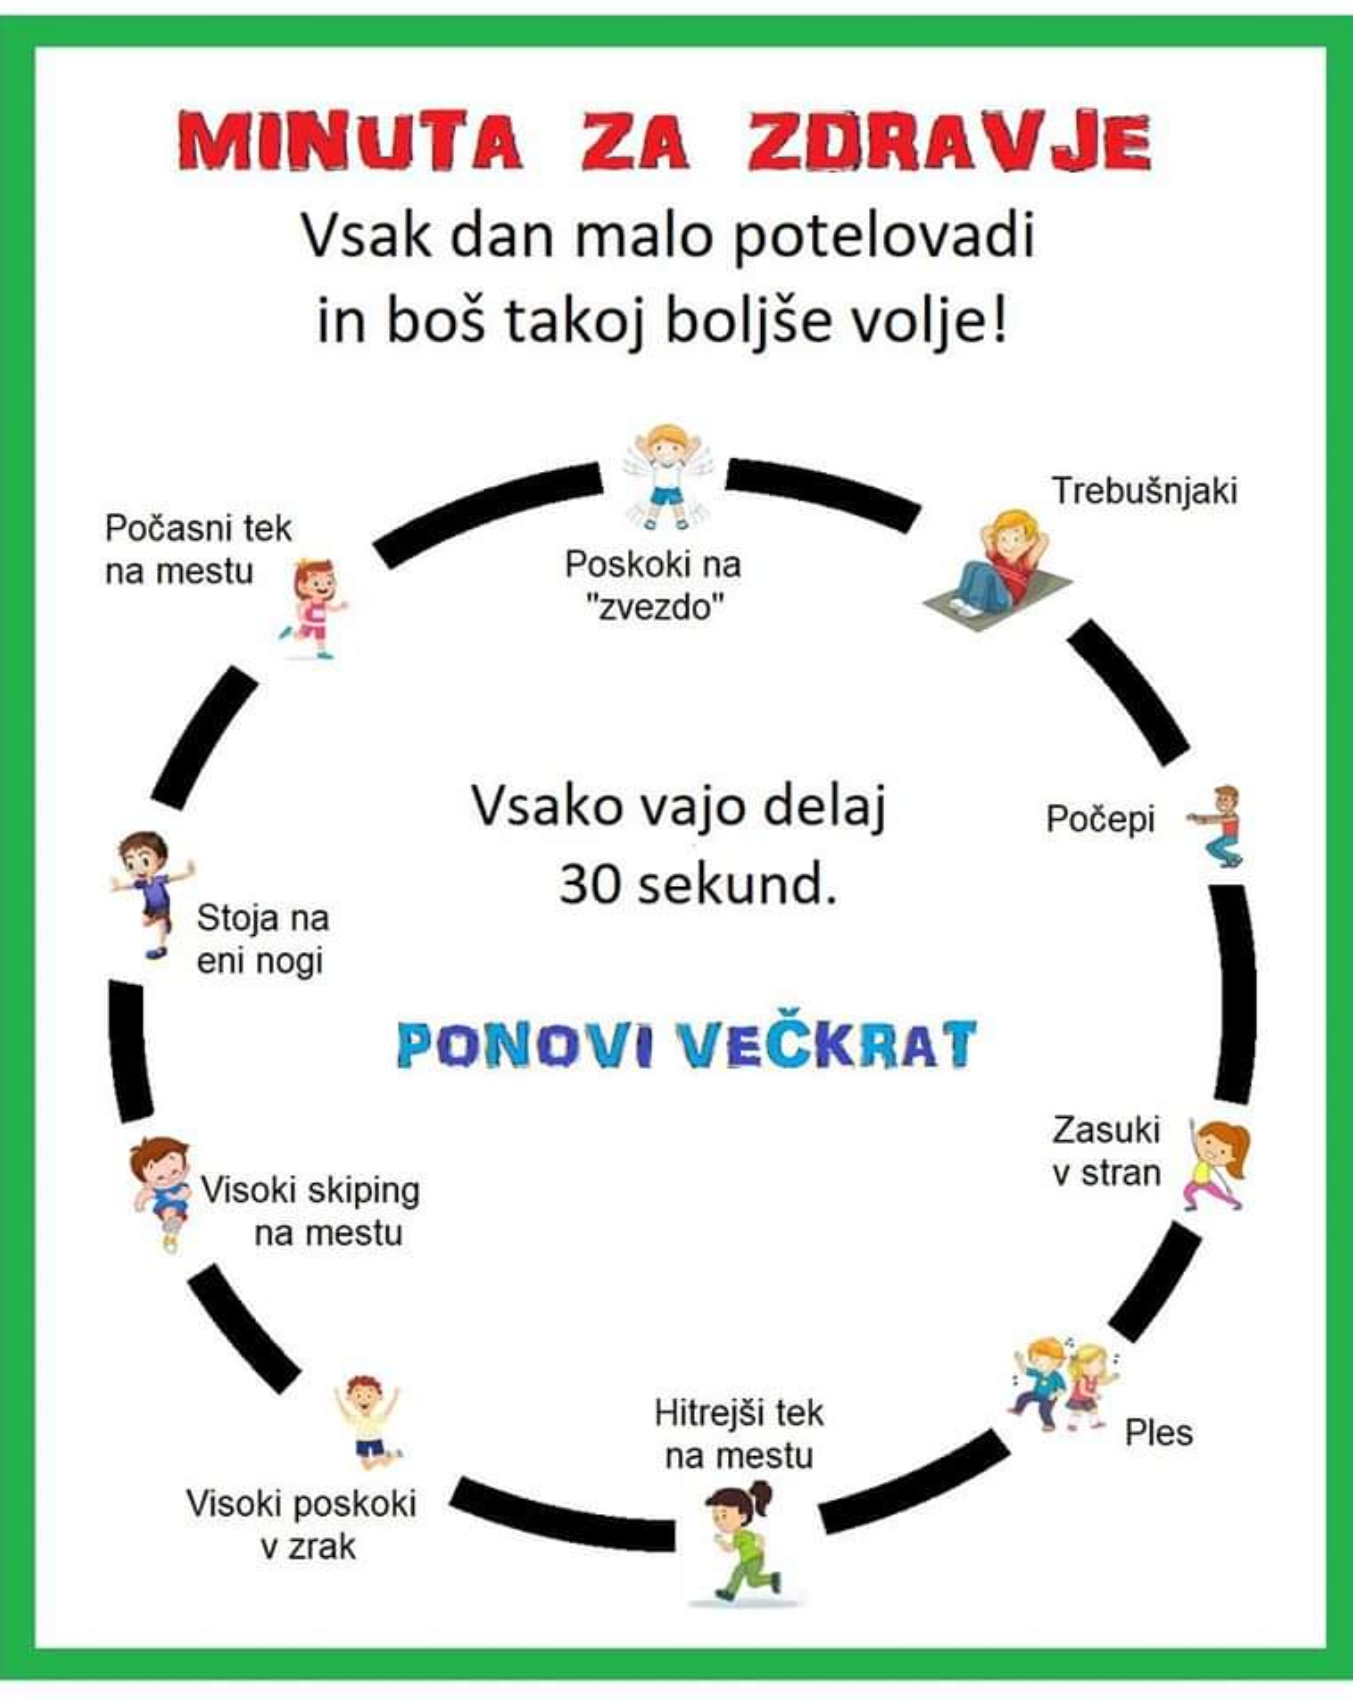 MINUTA ZA ZDRAVJE
Vsak dan malo potelovadi
in boš takoj boljše volje!
Poskoki na
"zvezdo"
Trebušnjaki
Počepi
Zasuki
v stran
Ples
Hitrejši tek
na mestu
Visoki poskoki
v zrak
Visoki skiping
na mestu
Stoja na
eni nogi
Počasni tek
na mestu
Vsako vajo delaj
30 sekund.
PONOVI VEČKRAT